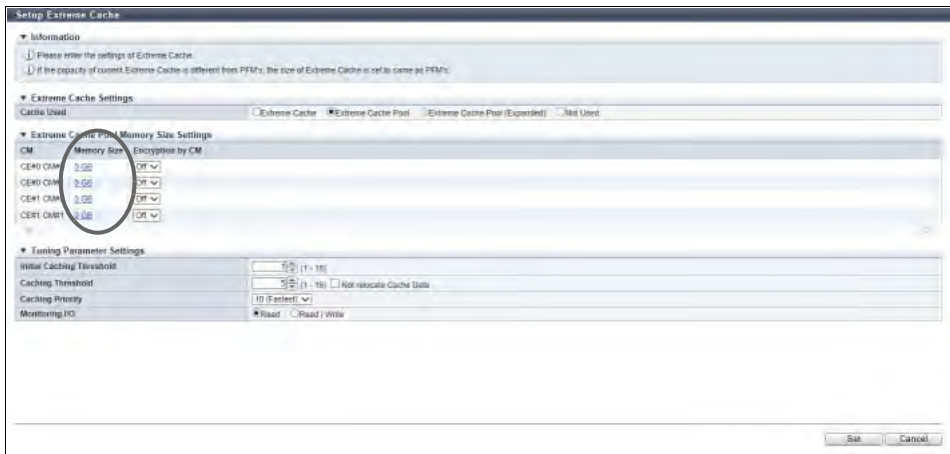 Setup Extreme Cache
▼ Information
Please enter the settings of Extreme Cache.
If the capacity of current Extreme Cache is different from PFM's, the size of Extreme Cache is set to same as PFM's.
▼ Extreme Cache Settings
Cache Used Extreme Cache Extreme Cache Pool Extreme Cache Pool (Expanded) Not Used
▼ Extreme Cache Pool Memory Size Settings
CM Memory Size Encryption by CM
CE#0 CM# 0 GB Off
CE#0 CM# 0 GB Off
CE#1 CM# 0 GB Off
CE#1 CM#1 0 GB Off
▼ Tuning Parameter Settings
Initial Caching Threshold (1 - 16)
Caching Threshold (1 - 16) Not relocate Cache Data
Caching Priority 10 (Fastest)
Monitoring I/O Read Read / Write
Set Cancel